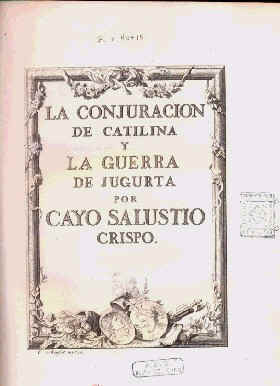 LA CONJURACION
DE CATILINA
Y
LA GUERRA
DE JUGURTA
POR
CAYO SALUSTIO
CRISPO.